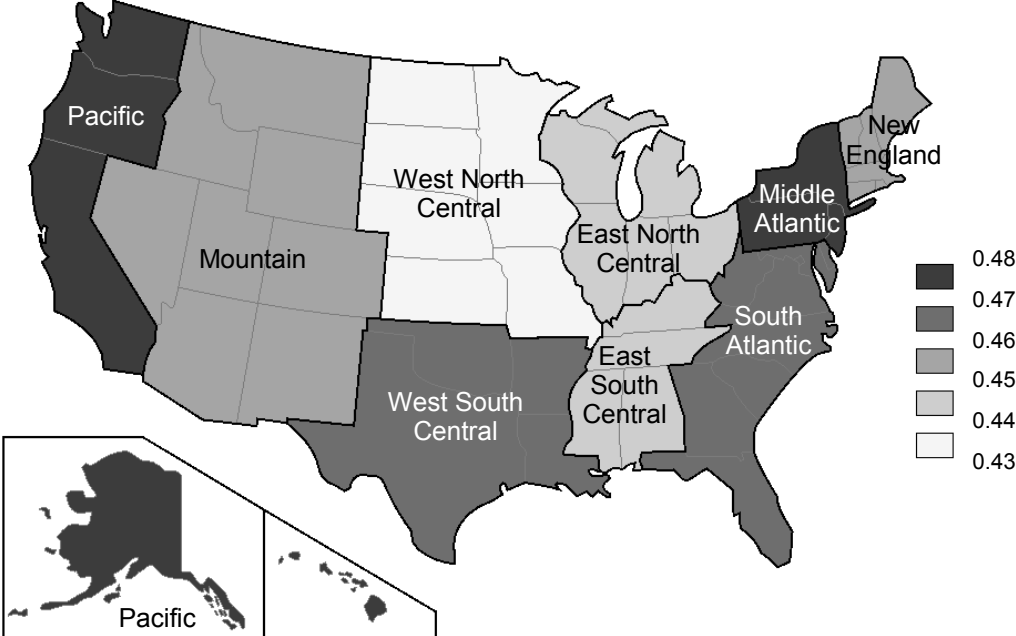 Pacific
Mountain
West North
Central
West South
Central
East North
Central
East
South
Central
Middle
Atlantic
New
England
South
Atlantic
0.48
0.47
0.46
0.45
0.44
0.43
Pacific